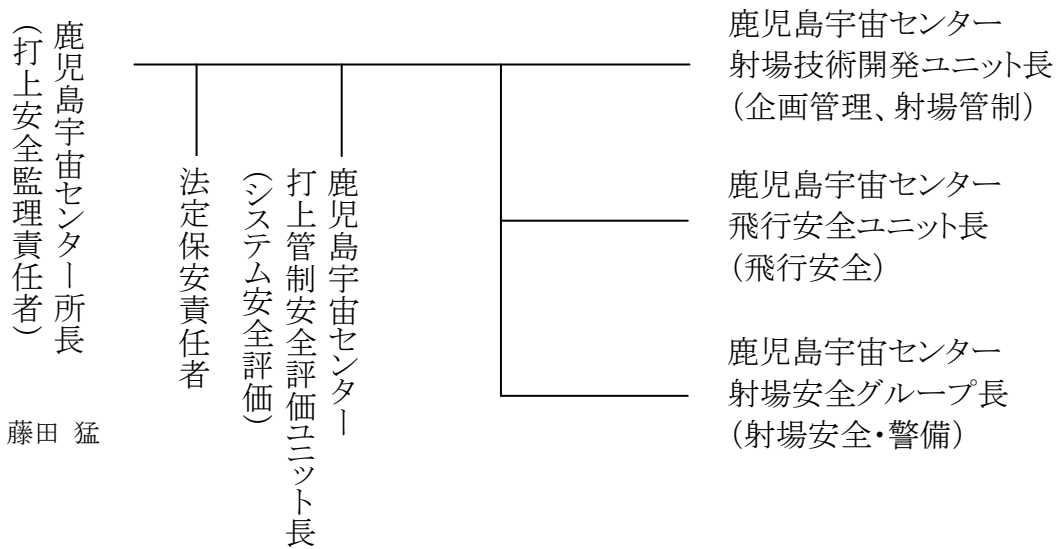 鹿児島宇宙センター所長
（打上安全監理責任者）
藤田 猛
法定保安責任者
鹿児島宇宙センター
打上管制安全評価ユニット長
（システム安全評価）
鹿児島宇宙センター
射場技術開発ユニット長
（企画管理、射場管制）
鹿児島宇宙センター
飛行安全ユニット長
（飛行安全）
鹿児島宇宙センター
射場安全グループ長
（射場安全・警備）